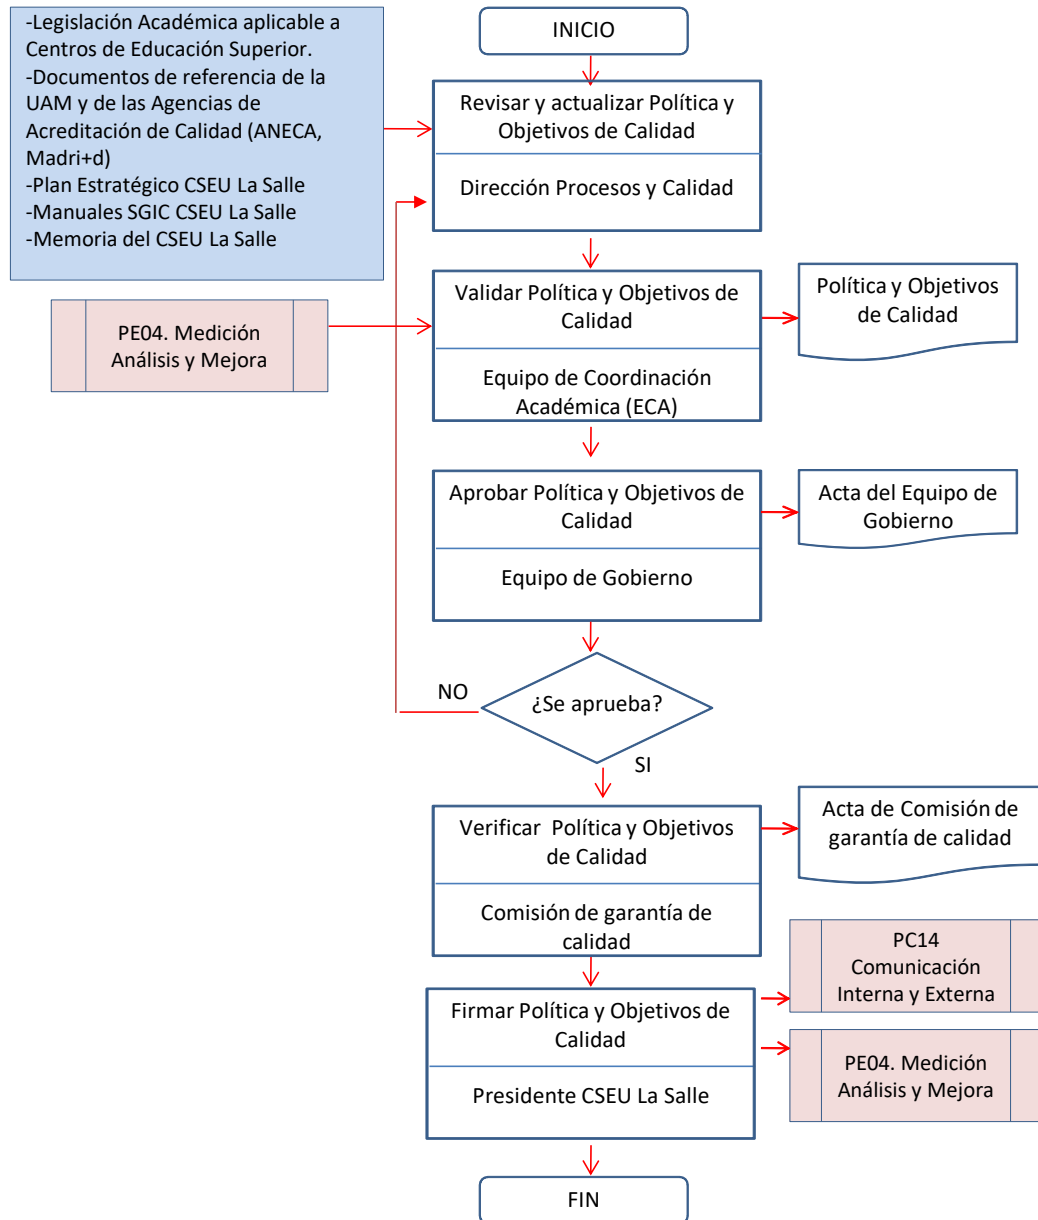 -Legislación Académica aplicable a
Centros de Educación Superior.
-Documentos de referencia de la
UAM y de las Agencias de
Acreditación de Calidad (ANECA,
Madri+d)
-Plan Estratégico CSEU La Salle
-Manuales SGIC CSEU La Salle
-Memoria del CSEU La Salle
INICIO
Revisar y actualizar Política y
Objetivos de Calidad
Dirección Procesos y Calidad
PE04. Medición
Análisis y Mejora
Validar Política y Objetivos de
Calidad
Equipo de Coordinación
Académica (ECA)
Política y Objetivos
de Calidad
Aprobar Política y Objetivos de
Calidad
Equipo de Gobierno
Acta del Equipo de
Gobierno
¿Se aprueba?
NO
SI
Verificar Política y Objetivos
de Calidad
Comisión de garantía de
calidad
Acta de Comisión de
garantía de calidad
Firmar Política y Objetivos de
Calidad
Presidente CSEU La Salle
PC14
Comunicación
Interna y Externa
PE04. Medición
Análisis y Mejora
FIN